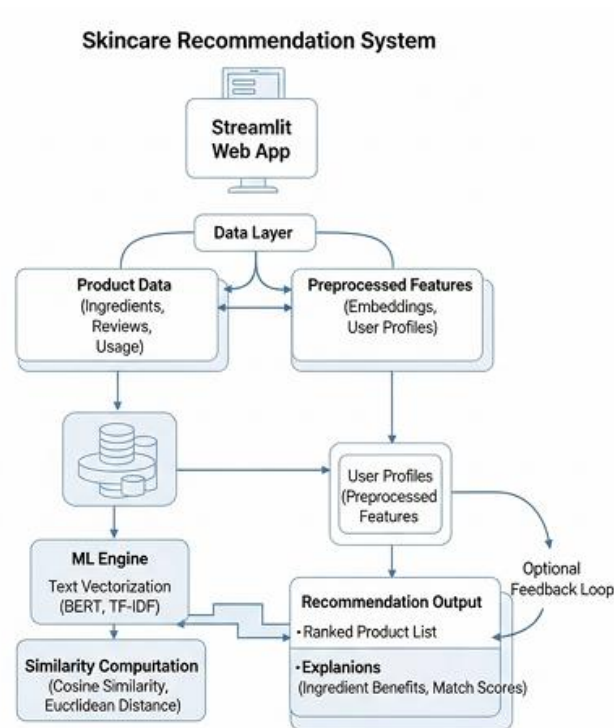 Skincare Recommendation System
Streamlit
Web App
Data Layer
Product Data
(Ingredients,
Reviews,
Usage)
Preprocessed Features
(Embeddings,
User Profiles)
User Profiles
(Preprocessed
Features
ML Engine
Text Vectorization
(BERT, TF-IDF)
Optional
Feedback Loop
Recommendation Output
• Ranked Product List
• Explanions
(Ingredient Benefits, Match Scores)
Similarity Computation
(Cosine Similarity,
Eucꞁidean Distance)